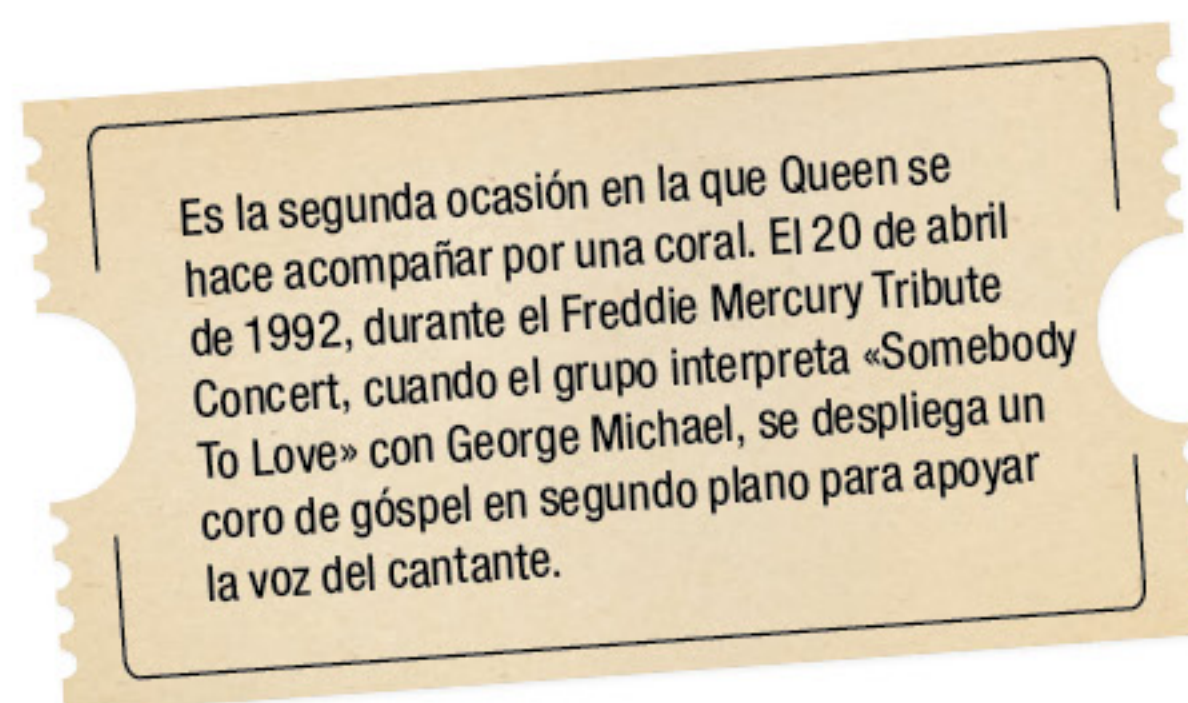 Es la segunda ocasión en la que Queen se
hace acompañar por una coral. El 20 de abril
de 1992, durante el Freddie Mercury Tribute
Concert, cuando el grupo interpreta «Somebody
To Love» con George Michael, se despliega un
coro de góspel en segundo plano para apoyar
la voz del cantante.